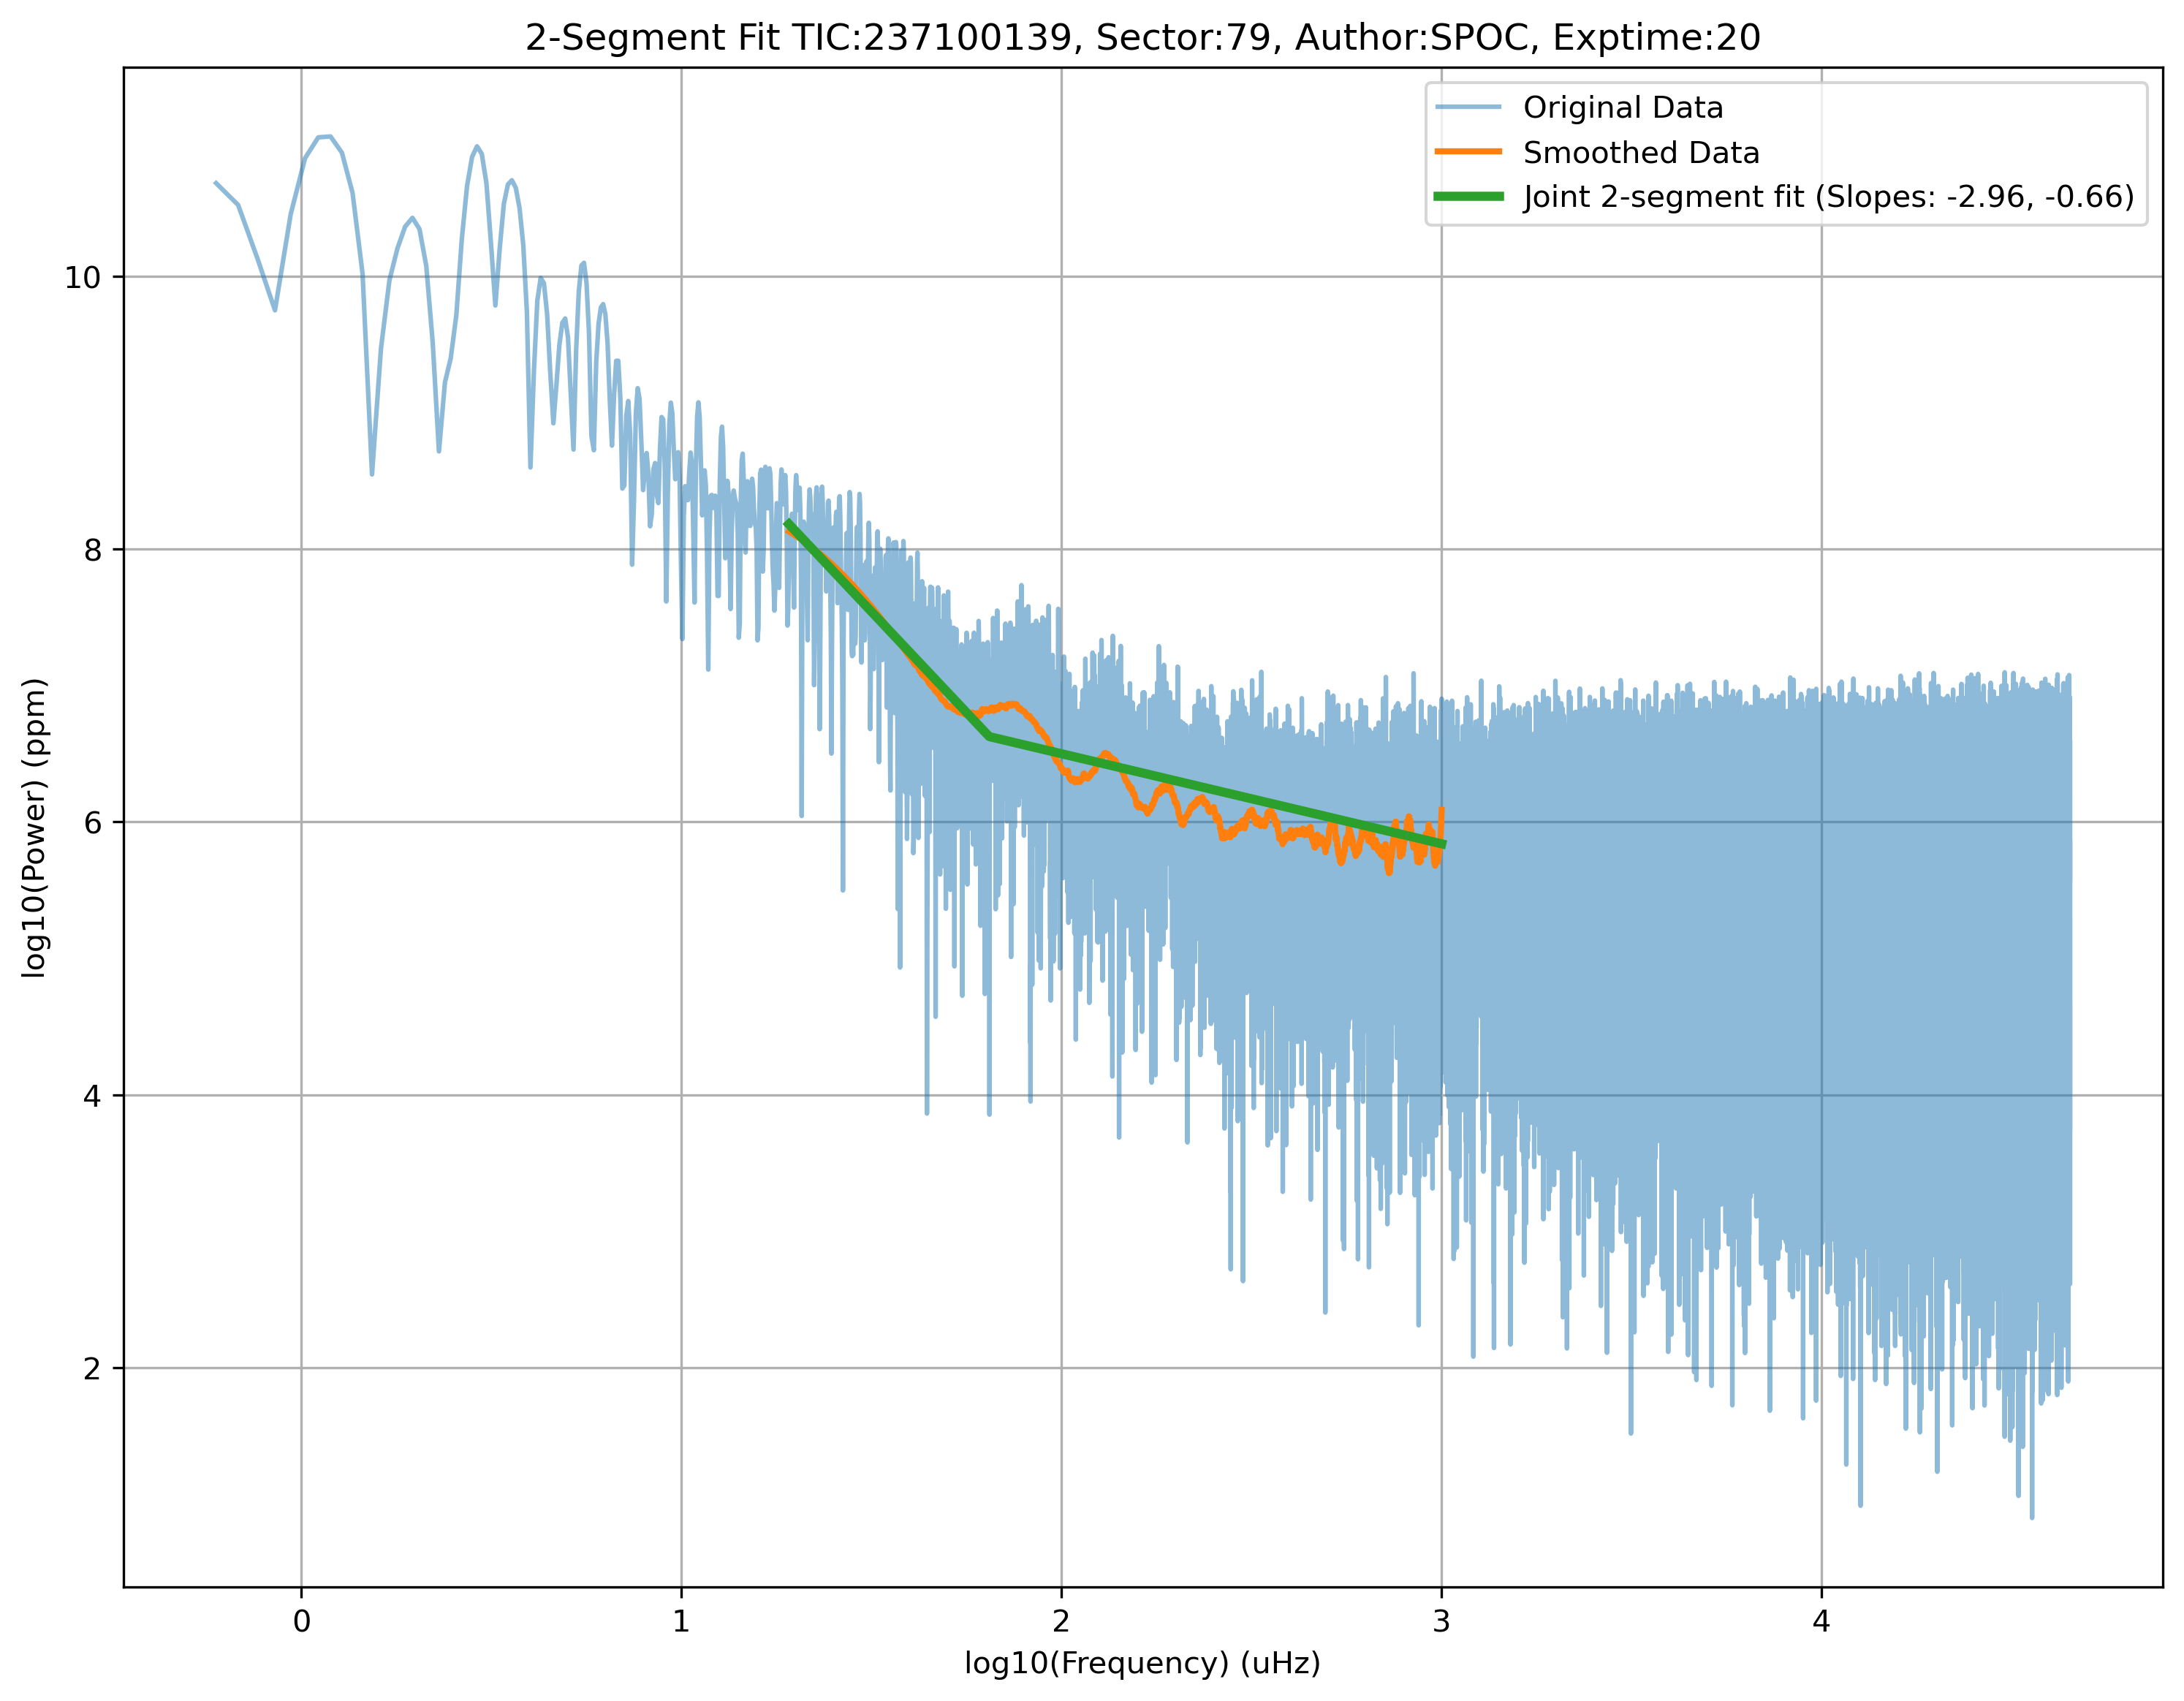 2-Segment Fit TIC:237100139, Sector:79, Author:SPOC, Exptime:20
Original Data
Smoothed Data
Joint 2-segment fit (Slopes: -2.96, -0.66)
log10(Power) (ppm)
10
8
6
4
2
0 1 2 3 4
log10(Frequency) (uHz)